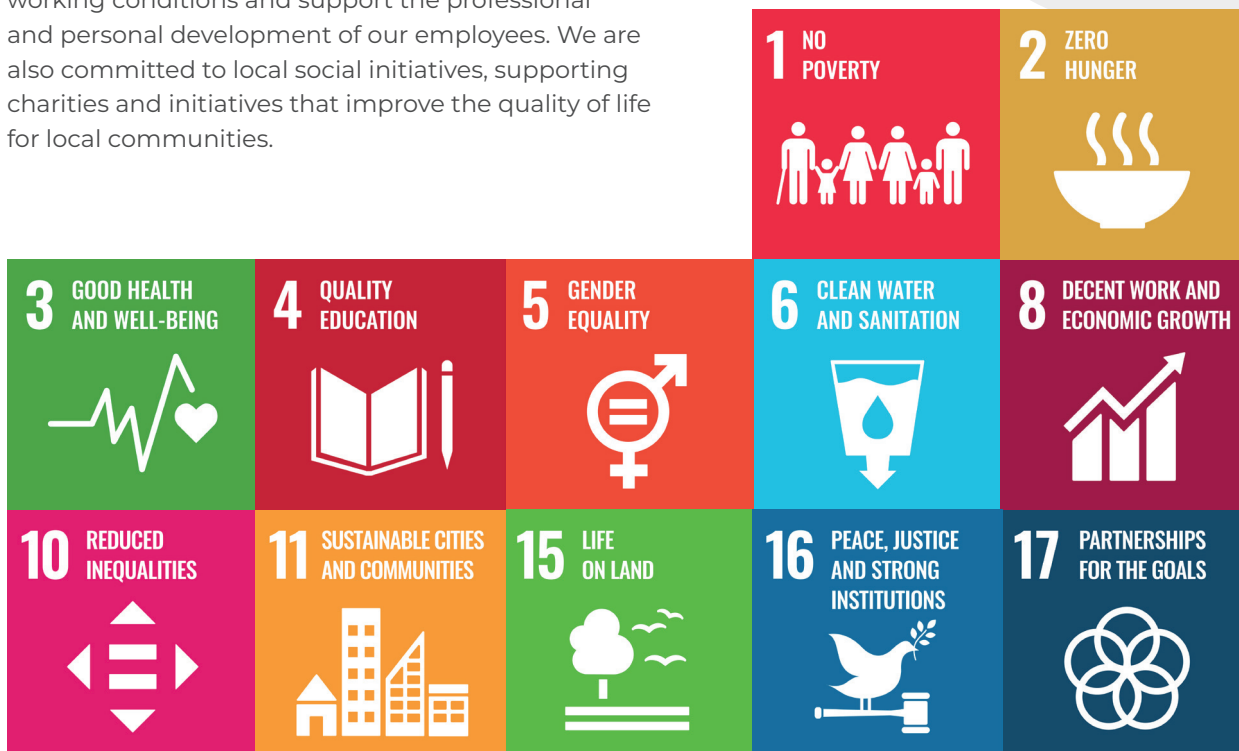 working conditions and support the professional
and personal development of our employees. We are
also committed to local social initiatives, supporting
charities and initiatives that improve the quality of life
for local communities.
1 NO
POVERTY
2 ZERO
HUNGER
3 GOOD HEALTH
AND WELL-BEING
4 QUALITY
EDUCATION
5 GENDER
EQUALITY
6 CLEAN WATER
AND SANITATION
8 DECENT WORK AND
ECONOMIC GROWTH
10 REDUCED
INEQUALITIES
11 SUSTAINABLE CITIES
AND COMMUNITIES
15 LIFE
ON LAND
16 PEACE, JUSTICE
AND STRONG
INSTITUTIONS
17 PARTNERSHIPS
FOR THE GOALS